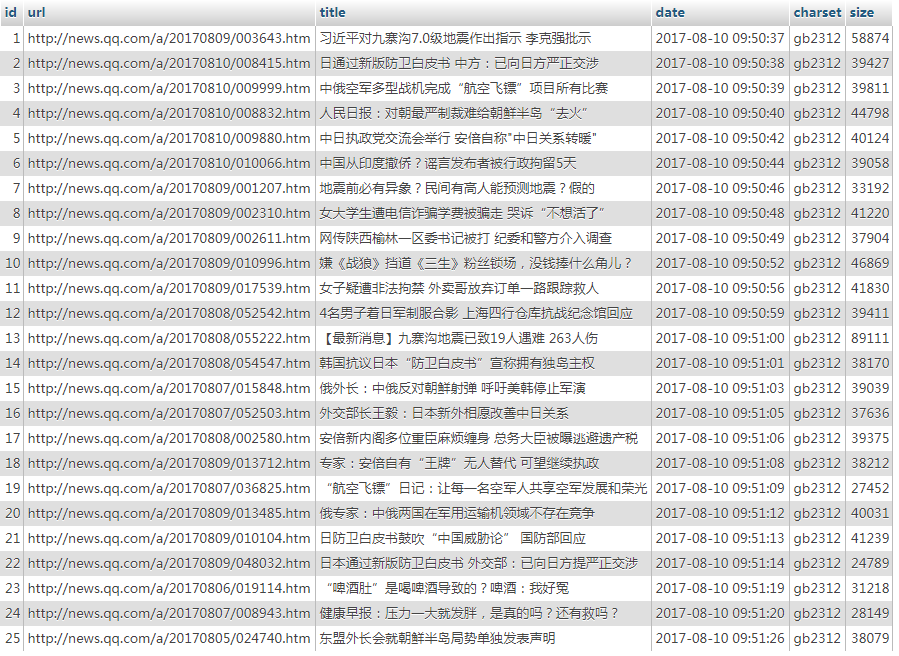 id url title date charset size
1 http://news.qq.com/a/20170809/003643.htm 习近平对九寨沟7.0级地震作出指示 李克强批示 2017-08-10 09:50:37 gb2312 58874
2 http://news.qq.com/a/20170810/008415.htm 日通过新版防卫白皮书 中方：已向日方严正交涉 2017-08-10 09:50:38 gb2312 39427
3 http://news.qq.com/a/20170810/009999.htm 中俄空军多型战机完成“航空飞镖”项目所有比赛 2017-08-10 09:50:39 gb2312 39811
4 http://news.qq.com/a/20170810/008832.htm 人民日报：对朝最严制裁难给朝鲜半岛“去火” 2017-08-10 09:50:40 gb2312 44798
5 http://news.qq.com/a/20170810/009880.htm 中日执政党交流会举行 安倍自称"中日关系转暖" 2017-08-10 09:50:42 gb2312 40124
6 http://news.qq.com/a/20170810/010066.htm 中国从印度撤侨？谣言发布者被行政拘留5天 2017-08-10 09:50:44 gb2312 39058
7 http://news.qq.com/a/20170809/001207.htm 地震前必有异象？民间有高人能预测地震？假的 2017-08-10 09:50:46 gb2312 33192
8 http://news.qq.com/a/20170809/002310.htm 女大学生遭电信诈骗学费被骗走 哭诉“不想活了” 2017-08-10 09:50:48 gb2312 41220
9 http://news.qq.com/a/20170809/002611.htm 网传陕西榆林一区委书记被打 纪委和警方介入调查 2017-08-10 09:50:49 gb2312 37904
10 http://news.qq.com/a/20170809/010996.htm 嫌《战狼》挡道《三生》粉丝锁场，没钱捧什么角儿？ 2017-08-10 09:50:52 gb2312 46869
11 http://news.qq.com/a/20170809/017539.htm 女子疑遭非法拘禁 外卖哥放弃订单一路跟踪救人 2017-08-10 09:50:56 gb2312 41830
12 http://news.qq.com/a/20170808/052542.htm 4名男子着日军制服合影 上海四行仓库抗战纪念馆回应 2017-08-10 09:50:59 gb2312 39411
13 http://news.qq.com/a/20170808/055222.htm 【最新消息】九寨沟地震已致19人遇难 263人伤 2017-08-10 09:51:00 gb2312 89111
14 http://news.qq.com/a/20170808/054547.htm 韩国抗议日本“防卫白皮书”宣称拥有独岛主权 2017-08-10 09:51:01 gb2312 38170
15 http://news.qq.com/a/20170807/015848.htm 俄外长：中俄反对朝鲜射弹 呼吁美韩停止军演 2017-08-10 09:51:03 gb2312 39039
16 http://news.qq.com/a/20170807/052503.htm 外交部长王毅：日本新外相愿改善中日关系 2017-08-10 09:51:05 gb2312 37636
17 http://news.qq.com/a/20170808/002580.htm 安倍新内阁多位重臣麻烦缠身 总务大臣被曝逃避遗产税 2017-08-10 09:51:06 gb2312 39375
18 http://news.qq.com/a/20170809/013712.htm 专家：安倍自有“王牌”无人替代 可望继续执政 2017-08-10 09:51:08 gb2312 38212
19 http://news.qq.com/a/20170807/036825.htm “航空飞镖”日记：让每一名空军人共享空军发展和荣光 2017-08-10 09:51:09 gb2312 27452
20 http://news.qq.com/a/20170809/013485.htm 俄专家：中俄两国在军用运输机领域不存在竞争 2017-08-10 09:51:12 gb2312 40031
21 http://news.qq.com/a/20170809/010104.htm 日防卫白皮书鼓吹“中国威胁论” 国防部回应 2017-08-10 09:51:13 gb2312 41239
22 http://news.qq.com/a/20170809/048032.htm 日本通过新版防卫白皮书 外交部：已向日方提严正交涉 2017-08-10 09:51:14 gb2312 24789
23 http://news.qq.com/a/20170806/019114.htm “啤酒肚”是喝啤酒导致的？啤酒：我好冤 2017-08-10 09:51:19 gb2312 31218
24 http://news.qq.com/a/20170807/008943.htm 健康早报：压力一大就发胖，是真的吗？还有救吗？ 2017-08-10 09:51:20 gb2312 28149
25 http://news.qq.com/a/20170805/024740.htm 东盟外长会就朝鲜半岛局势单独发表声明 2017-08-10 09:51:26 gb2312 38079